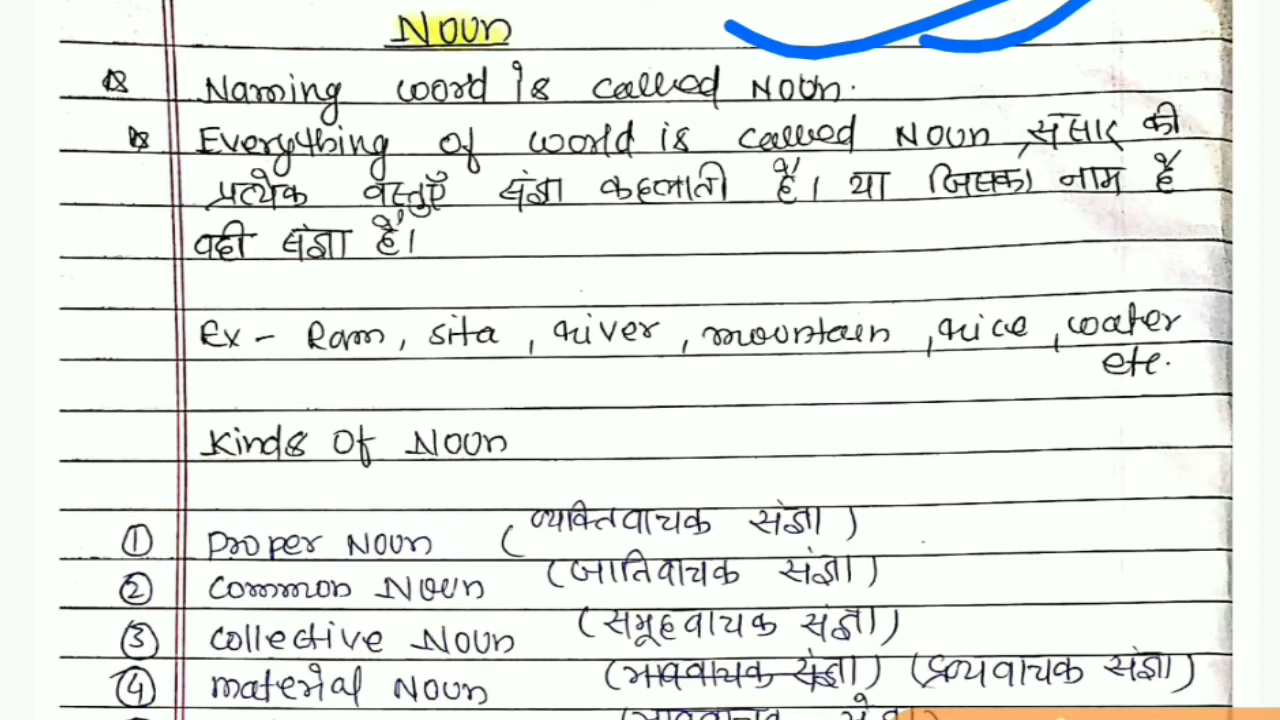 Noun
Naming word is called Noun.
Everything of world is called Noun, संसार की
प्रत्येक वस्तुएँ संज्ञा कहलाती हैं। या जिसका नाम है
वही संज्ञा हैं।
Ex - Ram, sita, river, mountain, rice, water
etc.
Kinds Of Noun
① Proper Noun (व्यक्तिवाचक संज्ञा)
② Common Noun (जातिवाचक संज्ञा)
③ Collective Noun (समूहवाचक संज्ञा)
④ Material Noun (भाववाचक संज्ञा) (द्रव्यवाचक संज्ञा)